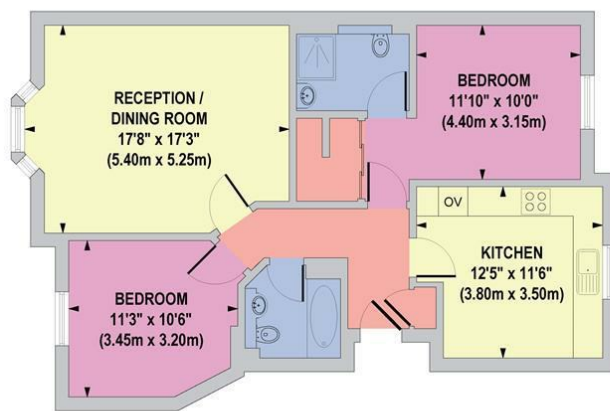 RECEPTION /
DINING ROOM
17'8" x 17'3"
(5.40m x 5.25m)
BEDROOM
11'10" x 10'0"
(4.40m x 3.15m)
OV
KITCHEN
12'5" x 11'6"
(3.80m x 3.50m)
BEDROOM
11'3" x 10'6"
(3.45m x 3.20m)